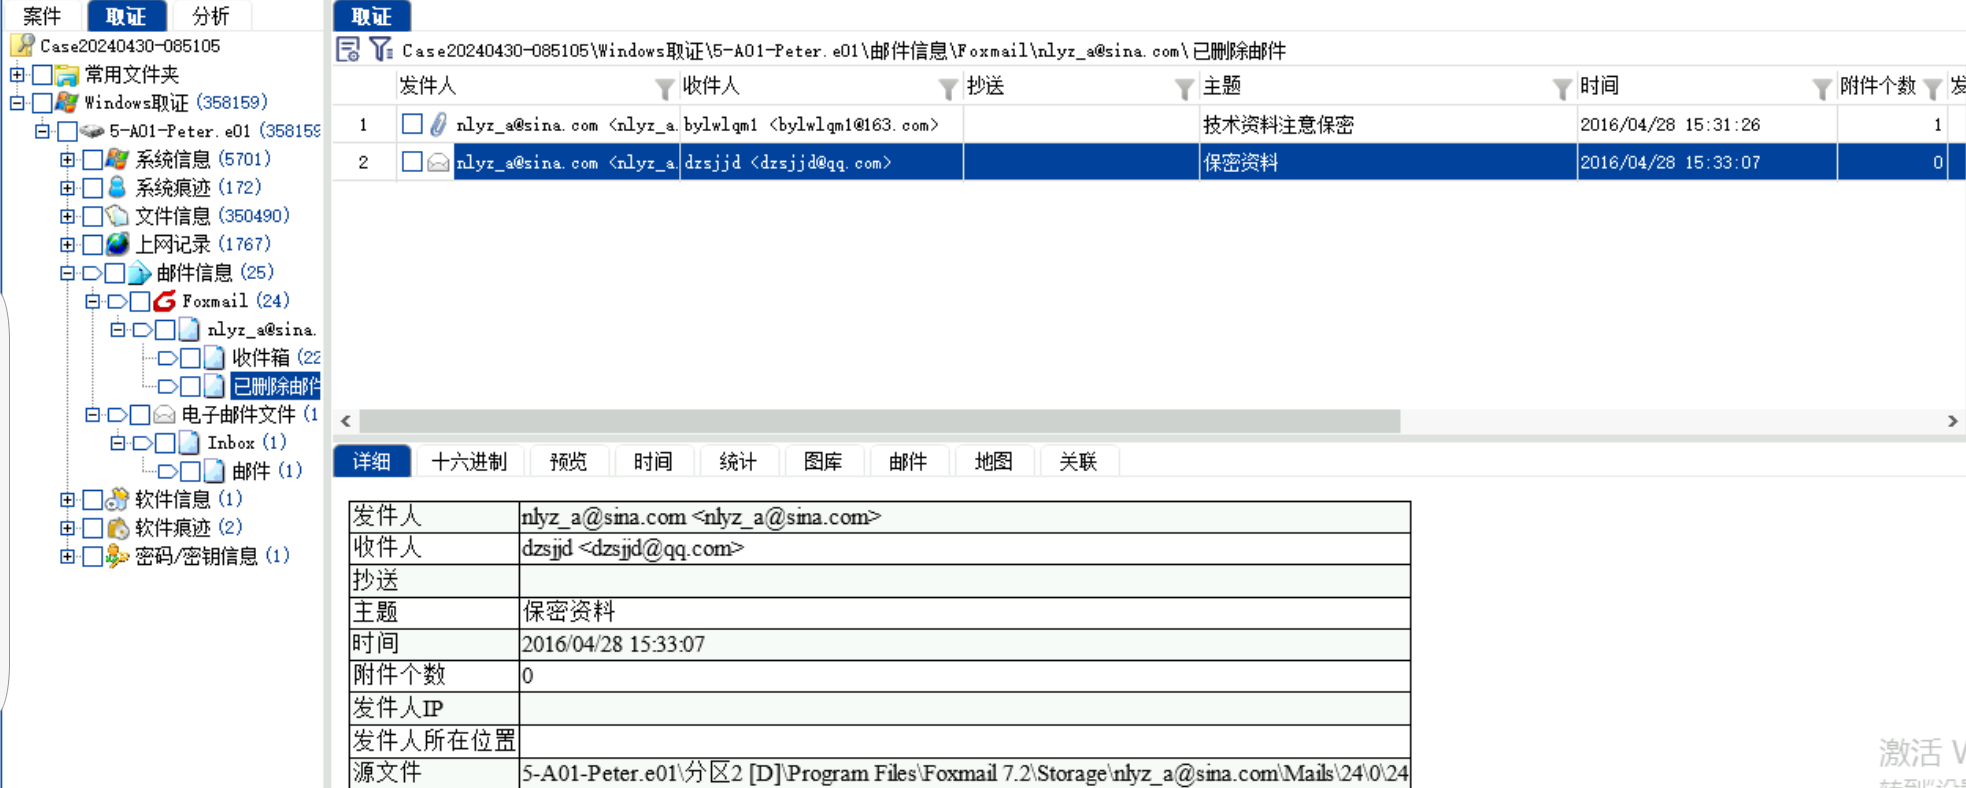 案件 取证 分析
Case20240430-085105
常用文件夹
Windows取证 (358159)
5-A01-Peter.e01 (358159
系统信息 (5701)
系统痕迹 (172)
文件信息 (350490)
上网记录 (1767)
邮件信息 (25)
Foxmail (24)
nlyz_a@sina.
收件箱 (22
已删除邮件
电子邮件文件 (1
Inbox (1)
邮件 (1)
软件信息 (1)
软件痕迹 (2)
密码/密钥信息 (1)
取证
Case20240430-085105\Windows取证\5-A01-Peter.e01\邮件信息\Foxmail\nlyz_a@sina.com\已删除邮件
发件人 收件人 抄送 主题 时间 附件个数 发
1 nlyz_a@sina.com <nlyz_a. bylwlqm1 <bylwlqm1@163.com> 技术资料注意保密 2016/04/28 15:31:26 1
2 nlyz_a@sina.com <nlyz_a. dzsjjd <dzsjjd@qq.com> 保密资料 2016/04/28 15:33:07 0
详细 十六进制 预览 时间 统计 图库 邮件 地图 关联
发件人 nlyz_a@sina.com <nlyz_a@sina.com>
收件人 dzsjjd <dzsjjd@qq.com>
抄送
主题 保密资料
时间 2016/04/28 15:33:07
附件个数 0
发件人IP
发件人所在位置
源文件 5-A01-Peter.e01\分区2 [D]\Program Files\Foxmail 7.2\Storage\nlyz_a@sina.com\Mails\24\0\24
激活 W